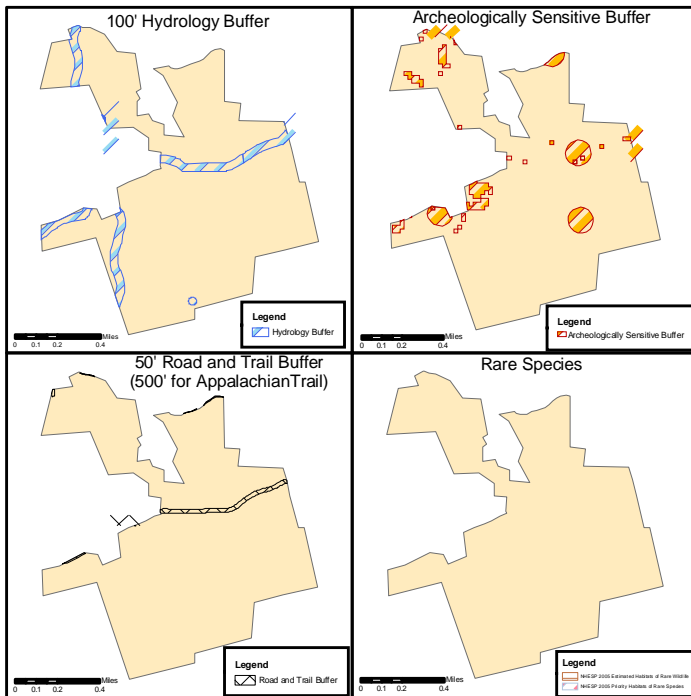 100' Hydrology Buffer
Legend
Hydrology Buffer
Miles
0 0.1 0.2 0.4
Archeologically Sensitive Buffer
Legend
Archeologically Sensitive Buffer
Miles
0 0.1 0.2 0.4
50' Road and Trail Buffer
(500' for AppalachianTrail)
Legend
Road and Trail Buffer
Miles
0 0.1 0.2 0.4
Rare Species
Legend
NHESP 2005 Estimated Habitats of Rare Wildlife
NHESP 2005 Priority Habitats of Rare Species
Miles
0 0.1 0.2 0.4